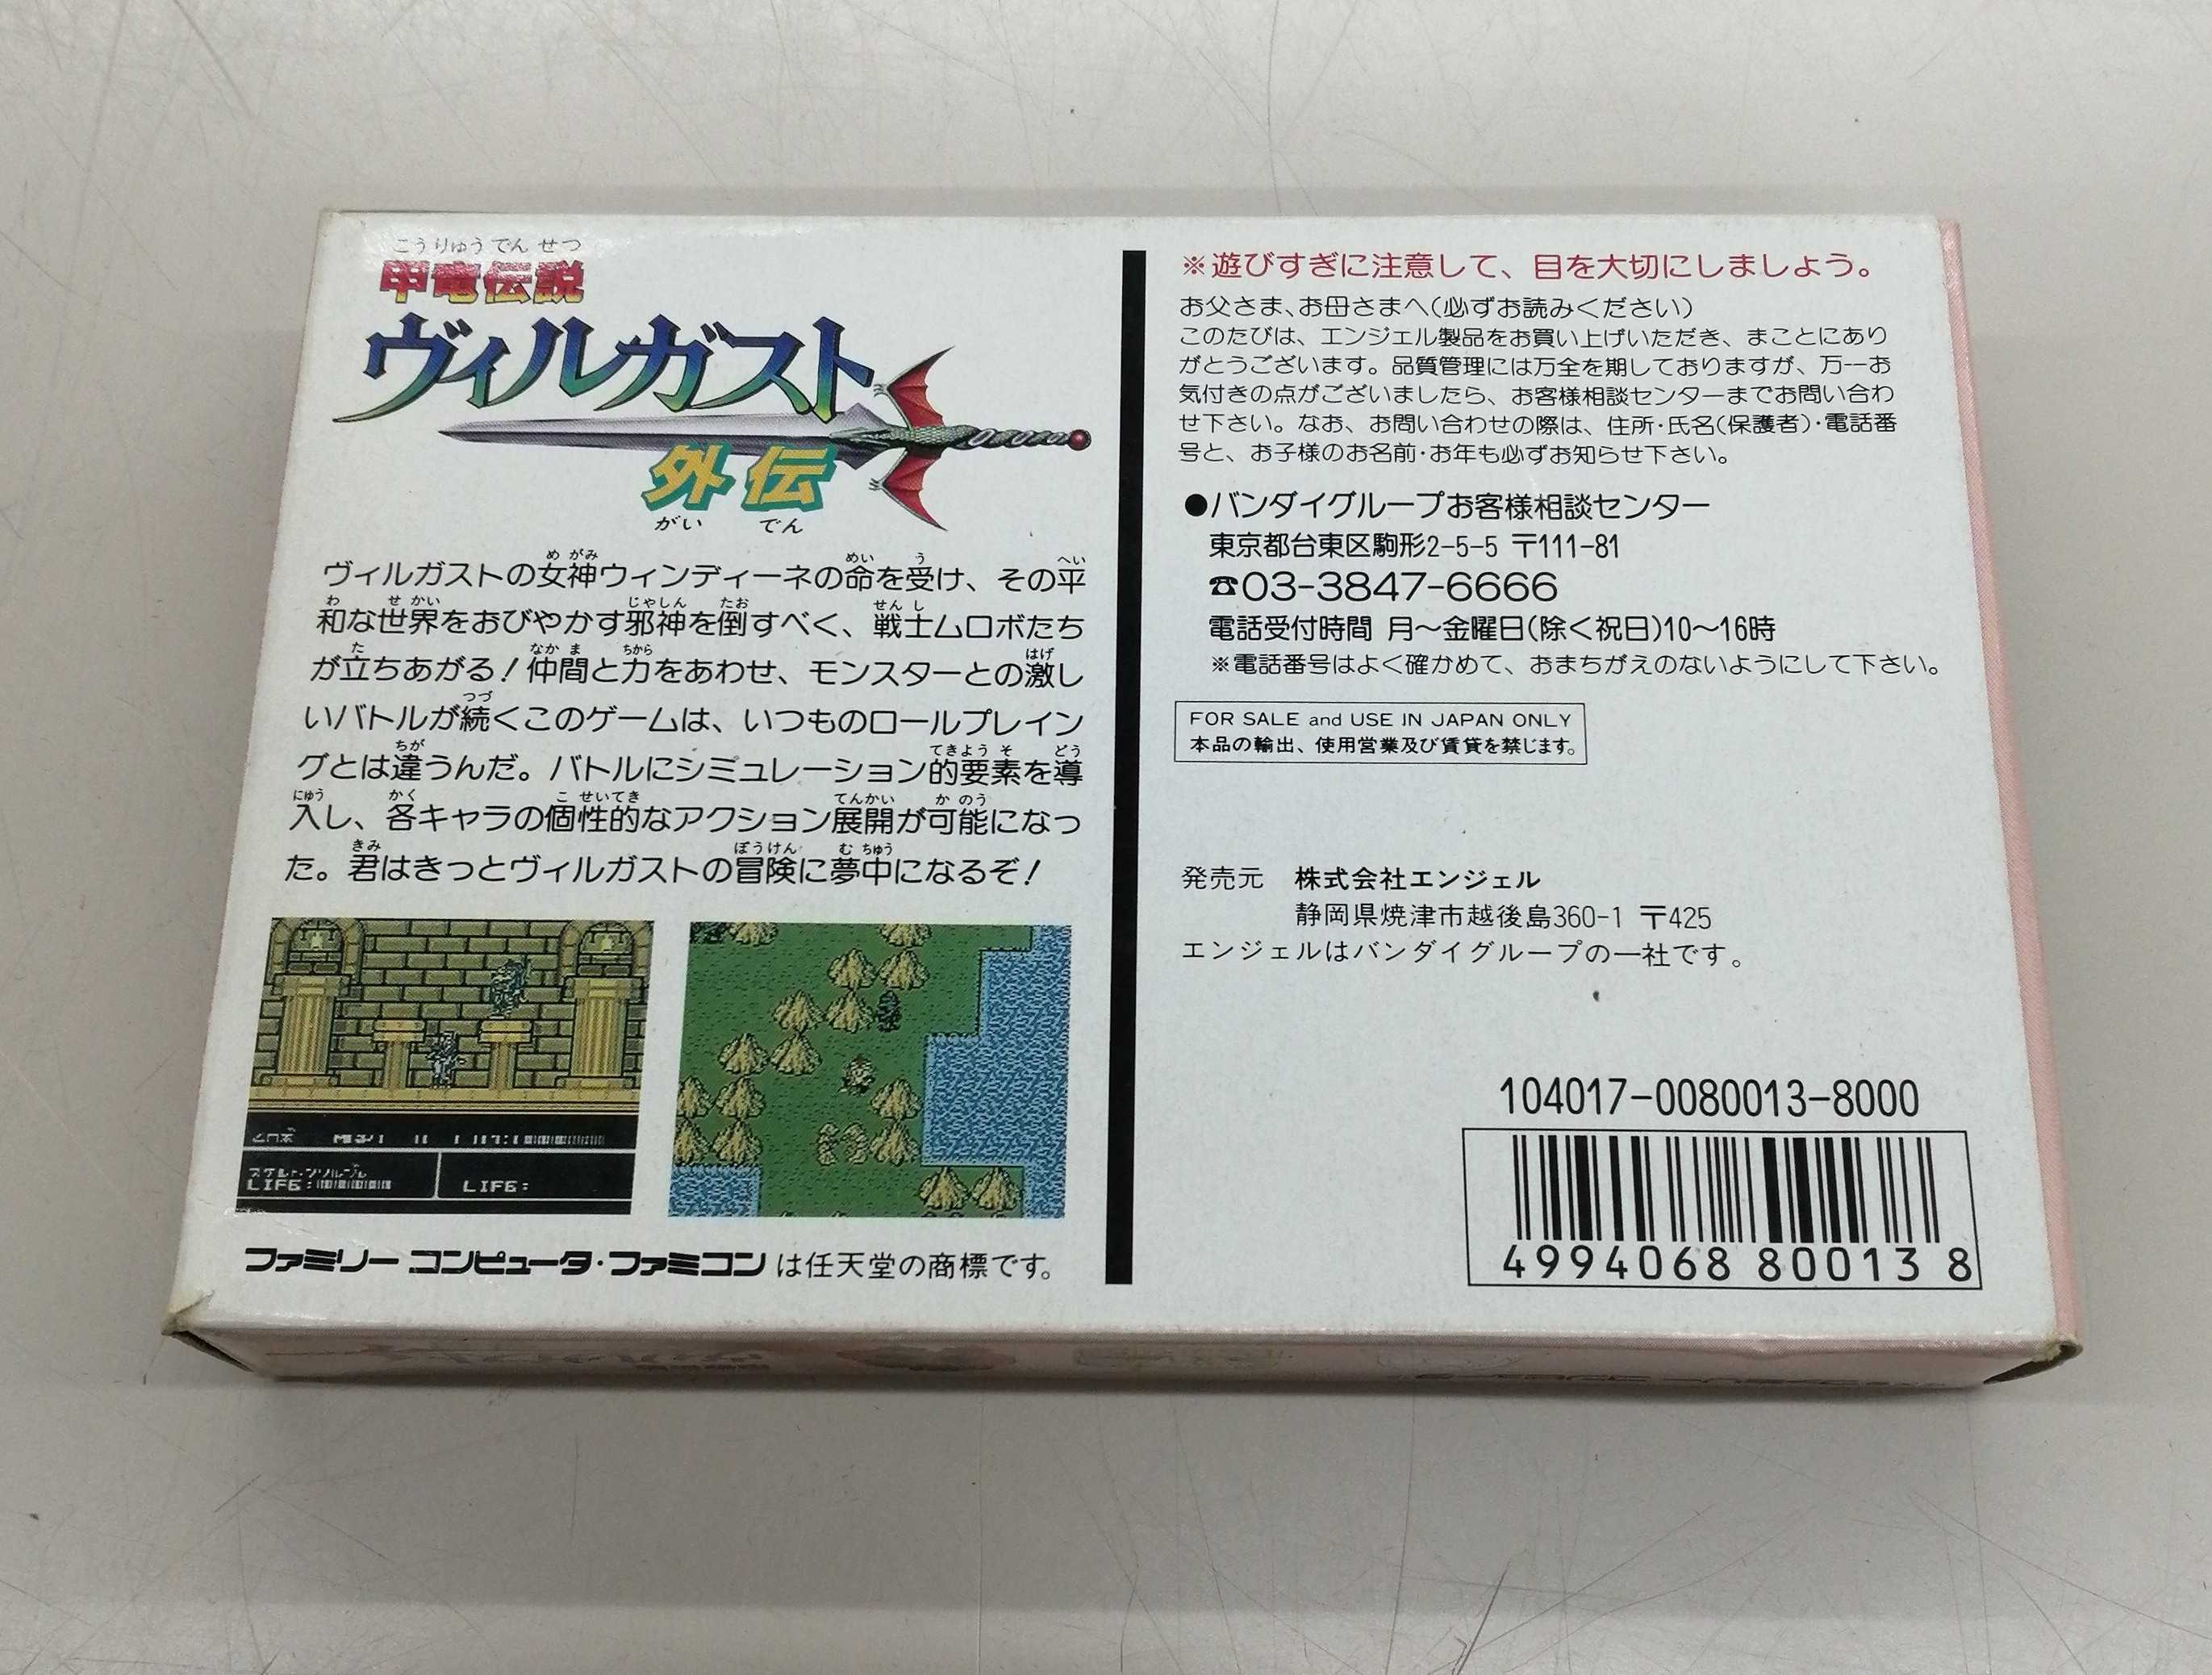 こうりゅうでんせつ
甲竜伝説
ヴィルガスト
外伝
がい でん
ヴィルガストの女神ウィンディーネの命を受け、その平
和な世界をおびやかす邪神を倒すべく、戦士ムロボたち
が立ちあがる！仲間と力をあわせ、モンスターとの激し
いバトルが続くこのゲームは、いつものロールプレイン
グとは違うんだ。バトルにシミュレーション的要素を導
入し、各キャラの個性的なアクション展開が可能になっ
た。君はきっとヴィルガストの冒険に夢中になるぞ！
LIFE:
LIFE:
ファミリーコンピュータ・ファミコンは任天堂の商標です。
※遊びすぎに注意して、目を大切にしましょう。
お父さま、お母さまへ(必ずお読みください)
このたびは、エンジェル製品をお買い上げいただき、まことにあり
がとうございます。品質管理には万全を期しておりますが、万一お
気付きの点がございましたら、お客様相談センターまでお問い合わ
せ下さい。なお、お問い合わせの際は、住所・氏名(保護者)・電話番
号と、お子様のお名前・お年も必ずお知らせ下さい。
●バンダイグループお客様相談センター
東京都台東区駒形2-5-5 〒111-81
☎03-3847-6666
電話受付時間 月〜金曜日(除く祝日)10〜16時
※電話番号はよく確かめて、おまちがえのないようにして下さい。
FOR SALE and USE IN JAPAN ONLY
本品の輸出、使用営業及び賃貸を禁じます。
発売元 株式会社エンジェル
静岡県焼津市越後島360-1 〒425
エンジェルはバンダイグループの一社です。
104017-0080013-8000
4994068 80013 8